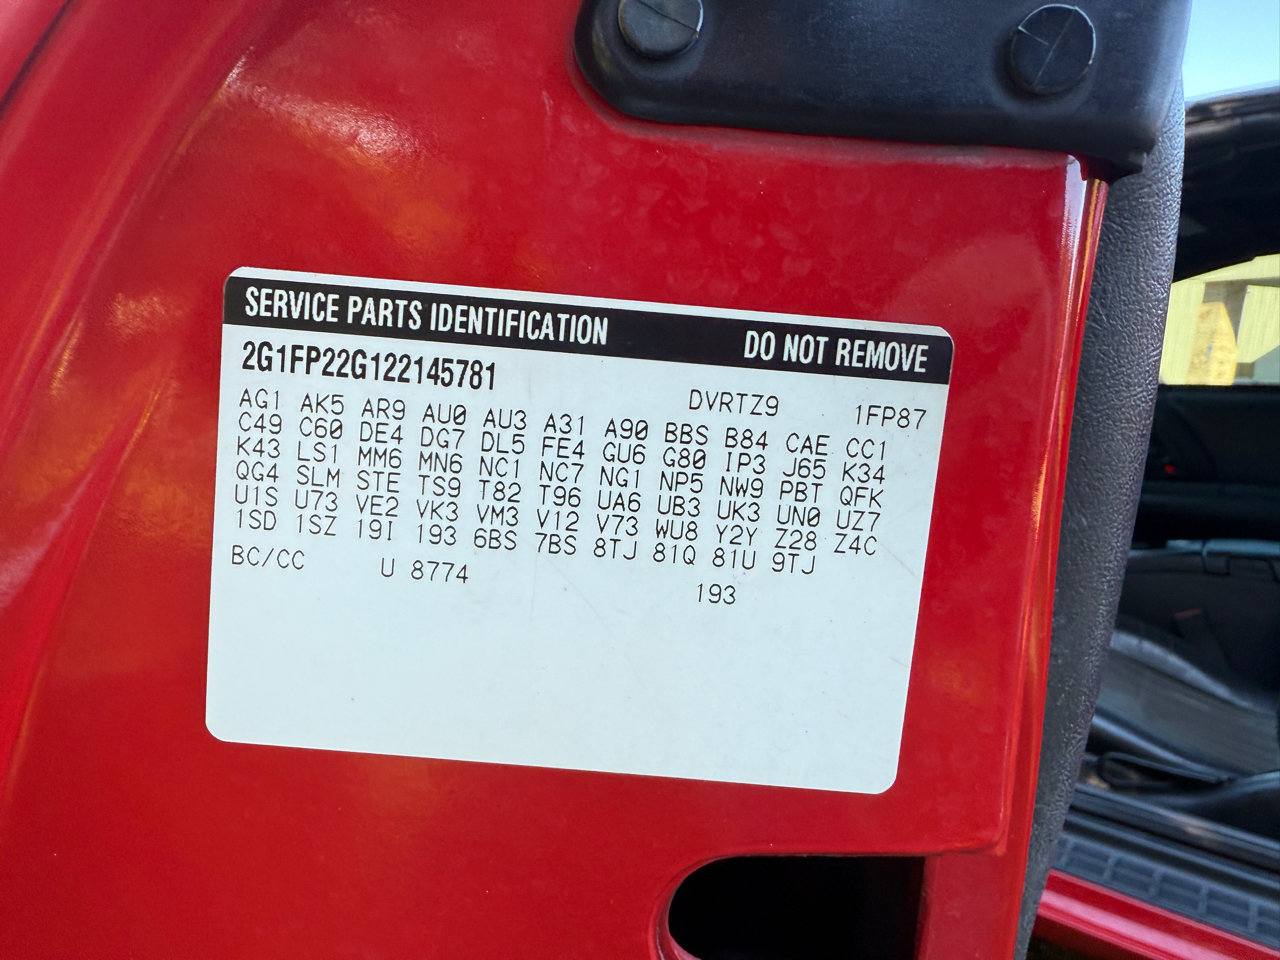 SERVICE PARTS IDENTIFICATION DO NOT REMOVE
2G1FP22G122145781
DVRTZ9 1FP87
AG1 AK5 AR9 AU0 AU3 A31 A90 BBS B84 CAE CC1
C49 C60 DE4 DG7 DL5 FE4 GU6 G80 IP3 J65 K34
K43 LS1 MM6 MN6 NC1 NC7 NG1 NP5 NW9 PBT QFK
QG4 SLM STE TS9 T82 T96 UA6 UB3 UK3 UN0 UZ7
U1S U73 VE2 VK3 VM3 V12 V73 WU8 Y2Y Z28 Z4C
1SD 1SZ 19I 193 6BS 7BS 8TJ 81Q 81U 9TJ
BC/CC U 8774 193